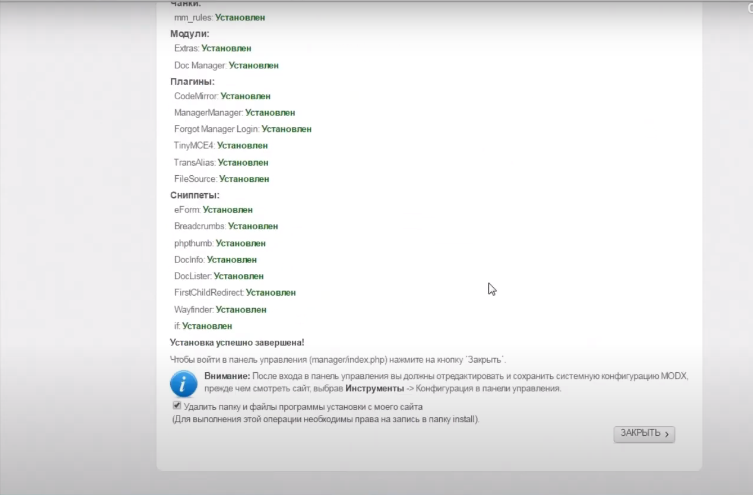 Чанки:
mm_rules: Установлен
Модули:
Extras: Установлен
Doc Manager: Установлен
Плагины:
CodeMirror: Установлен
ManagerManager: Установлен
Forgot Manager Login: Установлен
TinyMCE4: Установлен
TransAlias: Установлен
FileSource: Установлен
Сниппеты:
eForm: Установлен
Breadcrumbs: Установлен
phpthumb: Установлен
DocInfo: Установлен
DocLister: Установлен
FirstChildRedirect: Установлен
Wayfinder: Установлен
if: Установлен
Установка успешно завершена!
Чтобы войти в панель управления (manager/index.php) нажмите на кнопку `Закрыть`.
Внимание: После входа в панель управления вы должны отредактировать и сохранить системную конфигурацию MODX,
прежде чем смотреть сайт, выбрав Инструменты -> Конфигурация в панели управления.
Удалить папку и файлы программы установки с моего сайта
(Для выполнения этой операции необходимы права на запись в папку install).
ЗАКРЫТЬ